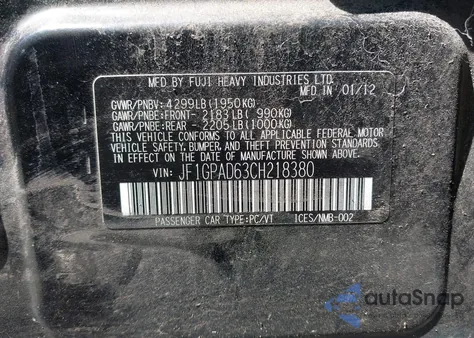 MFD. BY FUJI HEAVY INDUSTRIES LTD.
MADE IN 01/12
GVWR/PNBV: 4299LB(1950KG)
GAWR/PNBE:FRONT- 2183LB( 990KG)
GAWR/PNBE:REAR - 2205LB(1000KG)
THIS VEHICLE CONFORMS TO ALL APPLICABLE FEDERAL MOTOR
VEHICLE SAFETY, BUMPER, AND THEFT PREVENTION
STANDARDS IN EFFECT ON THE DATE OF MANUFACTURE
SHOWN ABOVE.
VIN: JF1GPAD63CH218380
PASSENGER CAR TYPE:PC/VT ICES/NMB-002
autoSnap